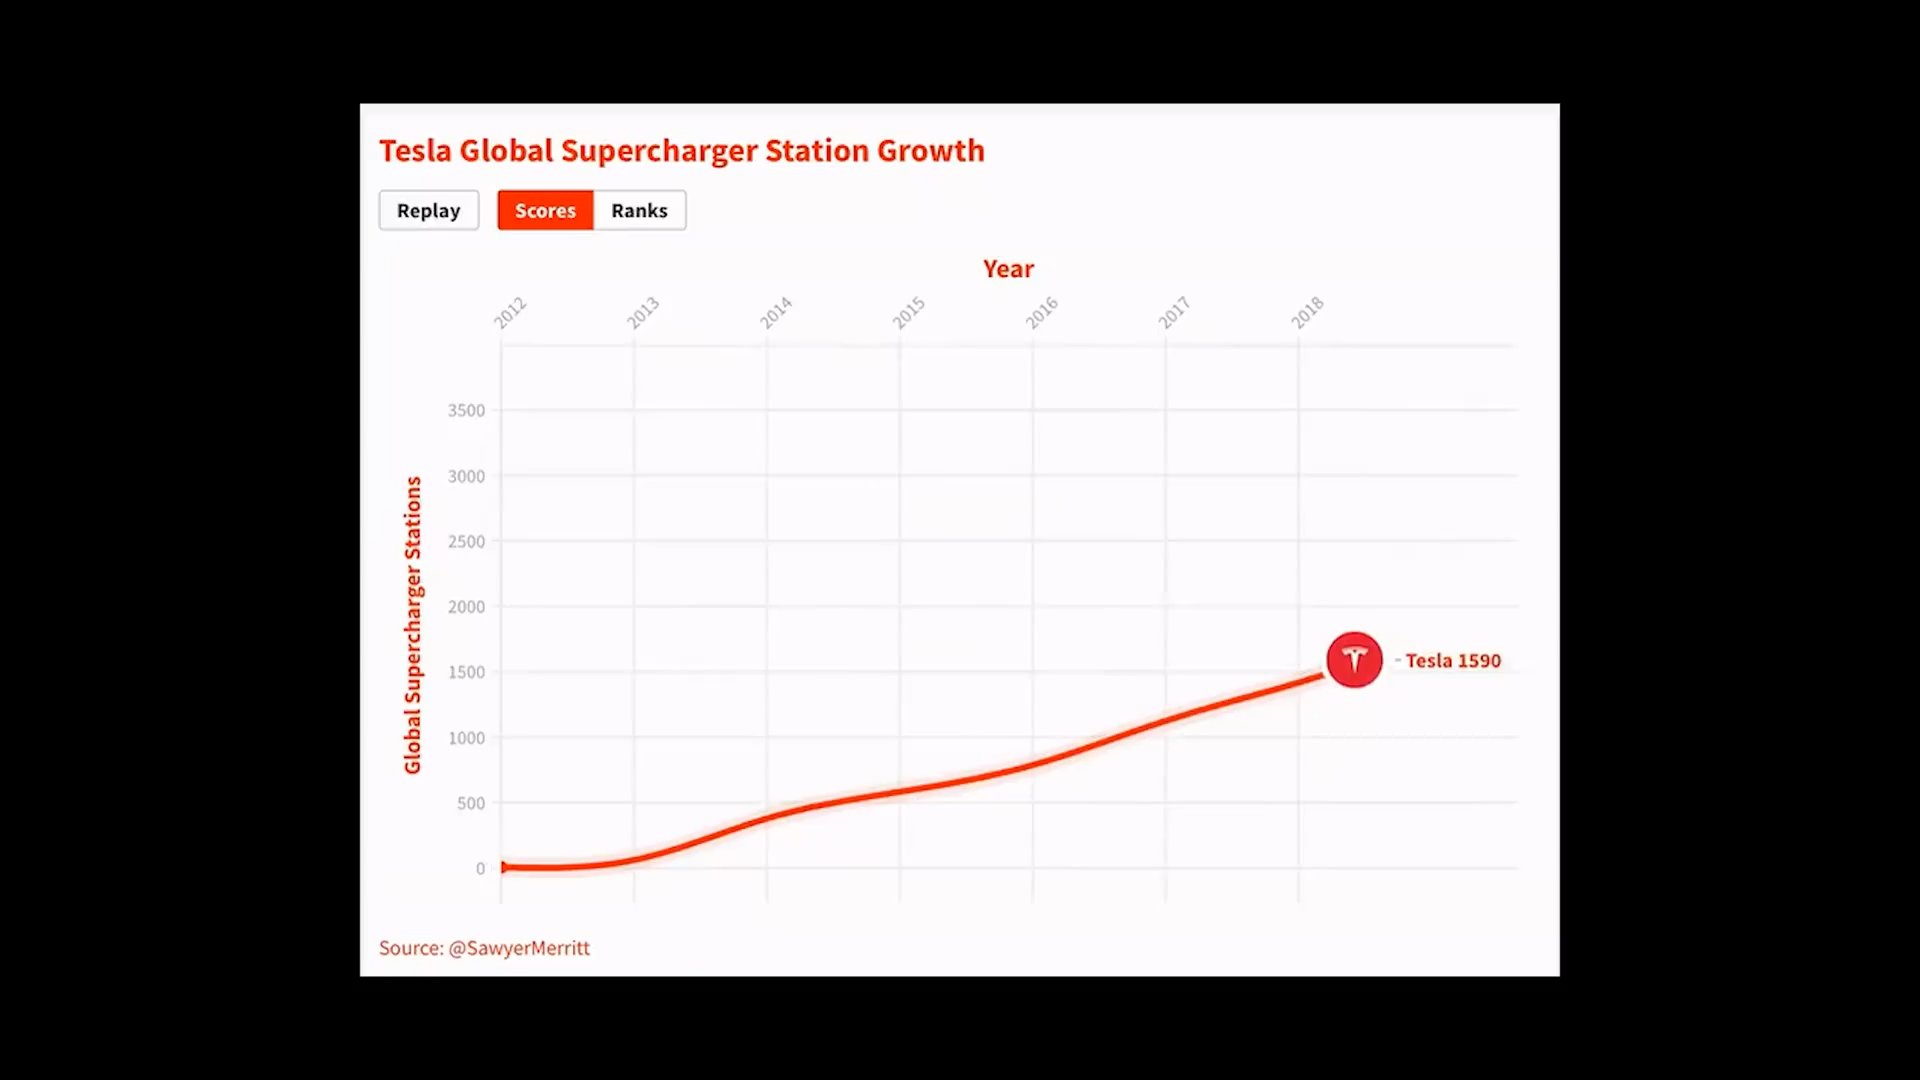 Tesla Global Supercharger Station Growth
Replay
Scores
Ranks
Year
2012
2013
2014
2015
2016
2017
2018
3500
3000
2500
2000
1500
1000
500
0
Global Supercharger Stations
Tesla 1590
Source: @SawyerMerritt